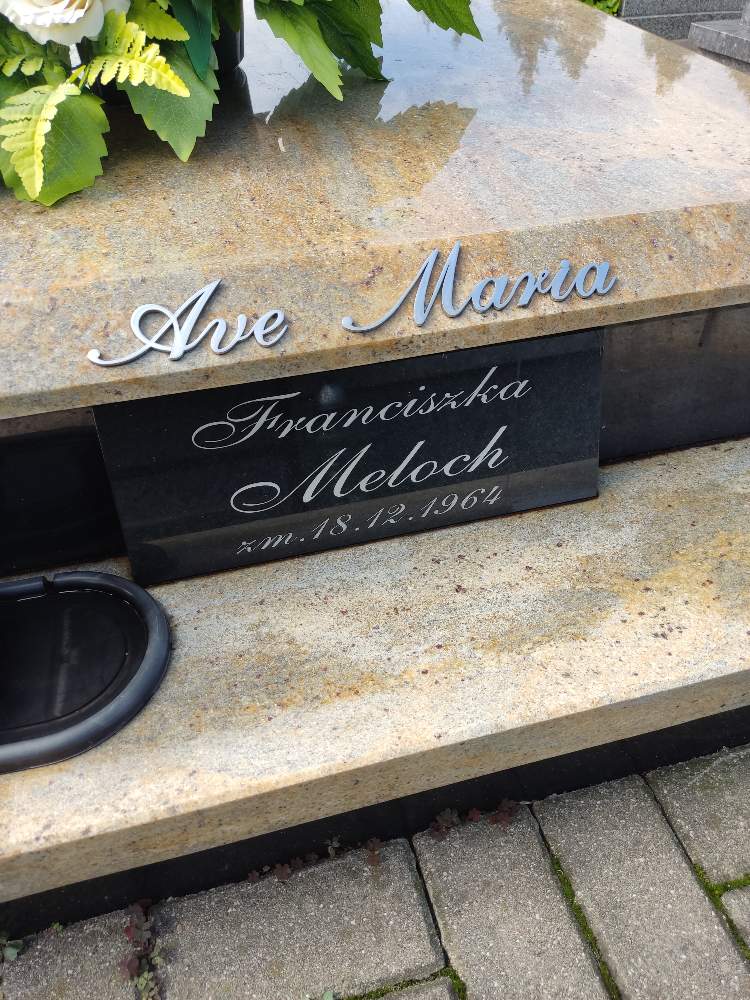 Ave Maria
Franciszka
Meloch
zm.18.12.1964